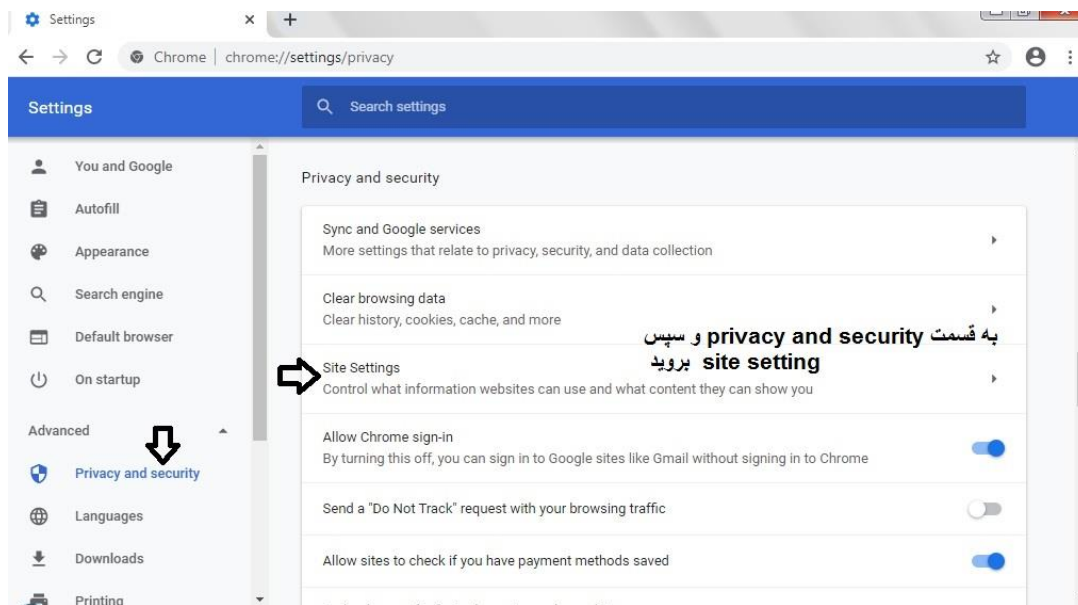 Settings
Chrome | chrome://settings/privacy
Settings
Search settings
You and Google
Autofill
Appearance
Search engine
Default browser
On startup
Advanced
Privacy and security
Languages
Downloads
Printing
Privacy and security
Sync and Google services
More settings that relate to privacy, security, and data collection
Clear browsing data
Clear history, cookies, cache, and more
به قسمت privacy and security و سپس
site setting بروید
Site Settings
Control what information websites can use and what content they can show you
Allow Chrome sign-in
By turning this off, you can sign in to Google sites like Gmail without signing in to Chrome
Send a "Do Not Track" request with your browsing traffic
Allow sites to check if you have payment methods saved